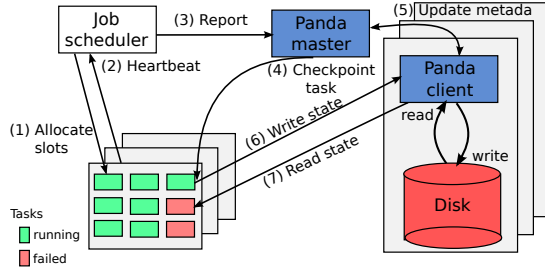 Job
scheduler
(3) Report
Panda
master
(5) Update metada
(2) Heartbeat
(4) Checkpoint
task
Panda
client
(1) Allocate
slots
(6) Write state
(7) Read state
read
write
Disk
Tasks
running
failed